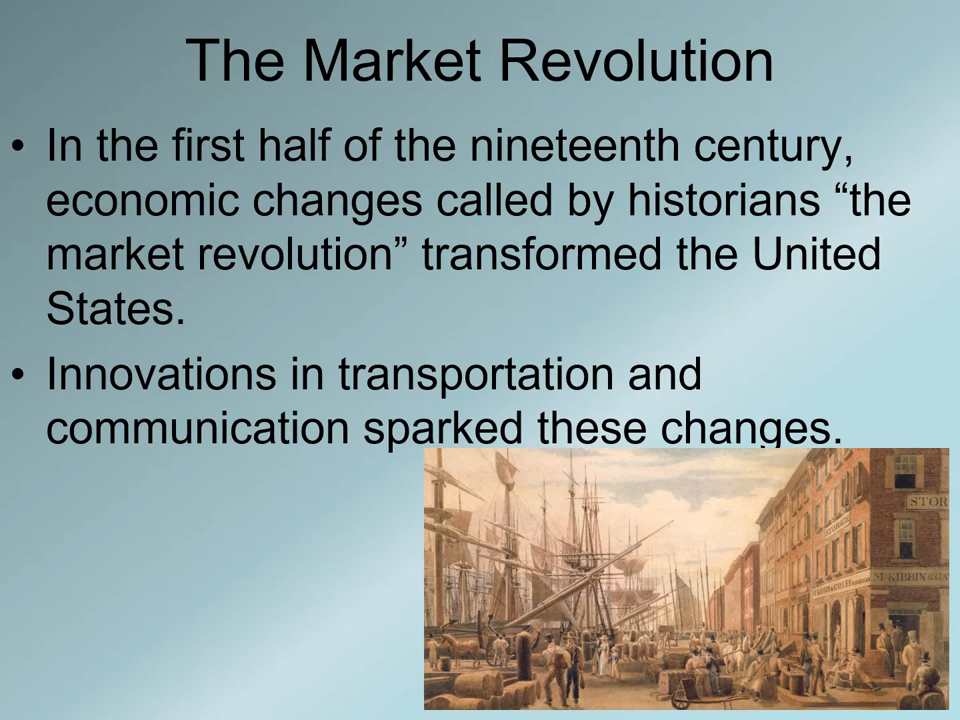 The Market Revolution
• In the first half of the nineteenth century,
economic changes called by historians “the
market revolution” transformed the United
States.
• Innovations in transportation and
communication sparked these changes.
STOR
STORAGE